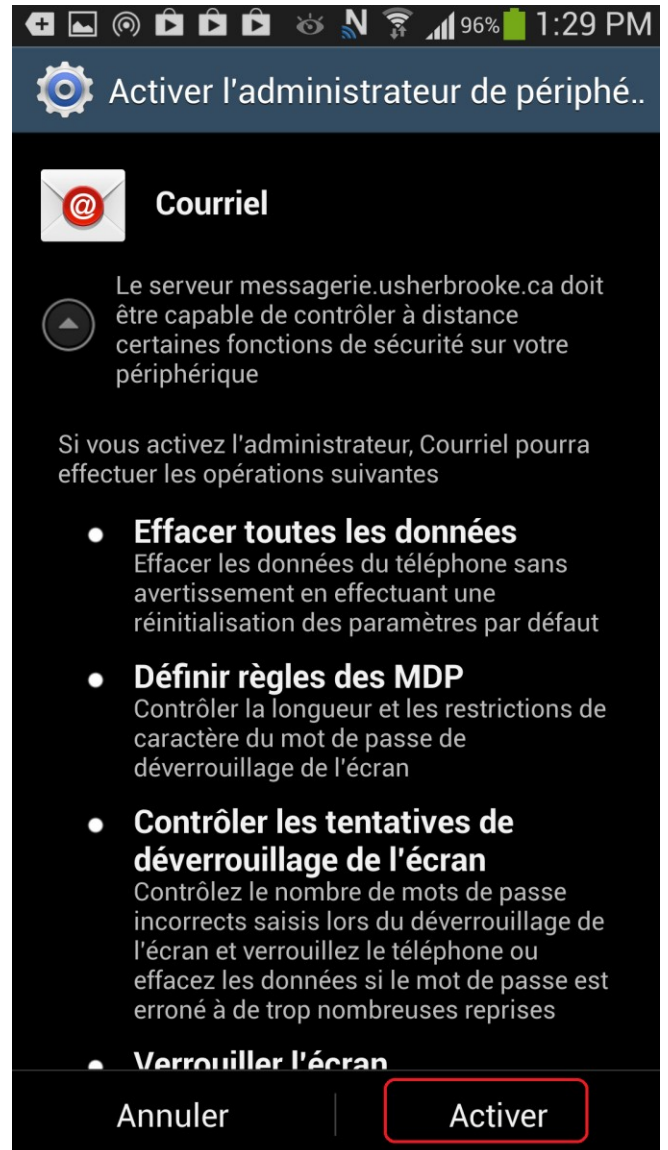 96% 1:29 PM
Activer l'administrateur de périphé..
Courriel
Le serveur messagerie.usherbrooke.ca doit
être capable de contrôler à distance
certaines fonctions de sécurité sur votre
périphérique
Si vous activez l'administrateur, Courriel pourra
effectuer les opérations suivantes
Effacer toutes les données
Effacer les données du téléphone sans
avertissement en effectuant une
réinitialisation des paramètres par défaut
Définir règles des MDP
Contrôler la longueur et les restrictions de
caractère du mot de passe de
déverrouillage de l'écran
Contrôler les tentatives de
déverrouillage de l'écran
Contrôlez le nombre de mots de passe
incorrects saisis lors du déverrouillage de
l'écran et verrouillez le téléphone ou
effacez les données si le mot de passe est
erroné à de trop nombreuses reprises
Verrouiller l'écran
Annuler Activer